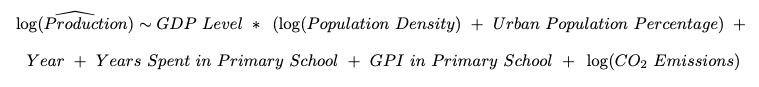 log(Production) ~ GDP Level * (log(Population Density) + Urban Population Percentage) +
Year + Years Spent in Primary School + GPI in Primary School + log(CO₂ Emissions)